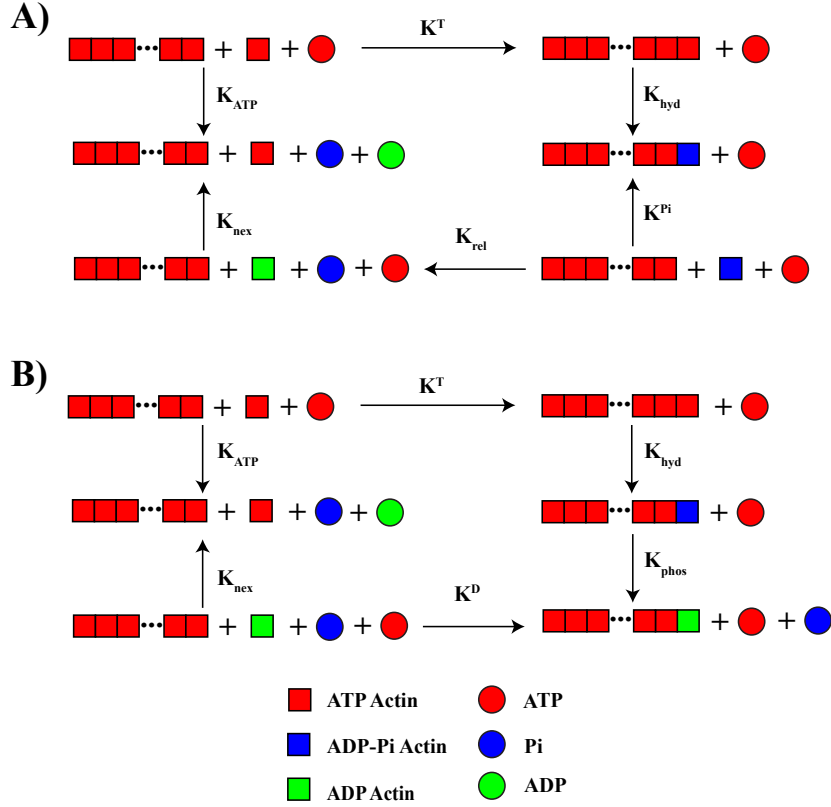 A)
+ + K^T +
K_ATP K_hyd
+ + + +
K_nex K_rel K^Pi
+ + + + +
B)
+ + K^T +
K_ATP K_hyd
+ + + +
K_nex K^D K_phos
+ + + + +
ATP Actin ATP
ADP-Pi Actin Pi
ADP Actin ADP